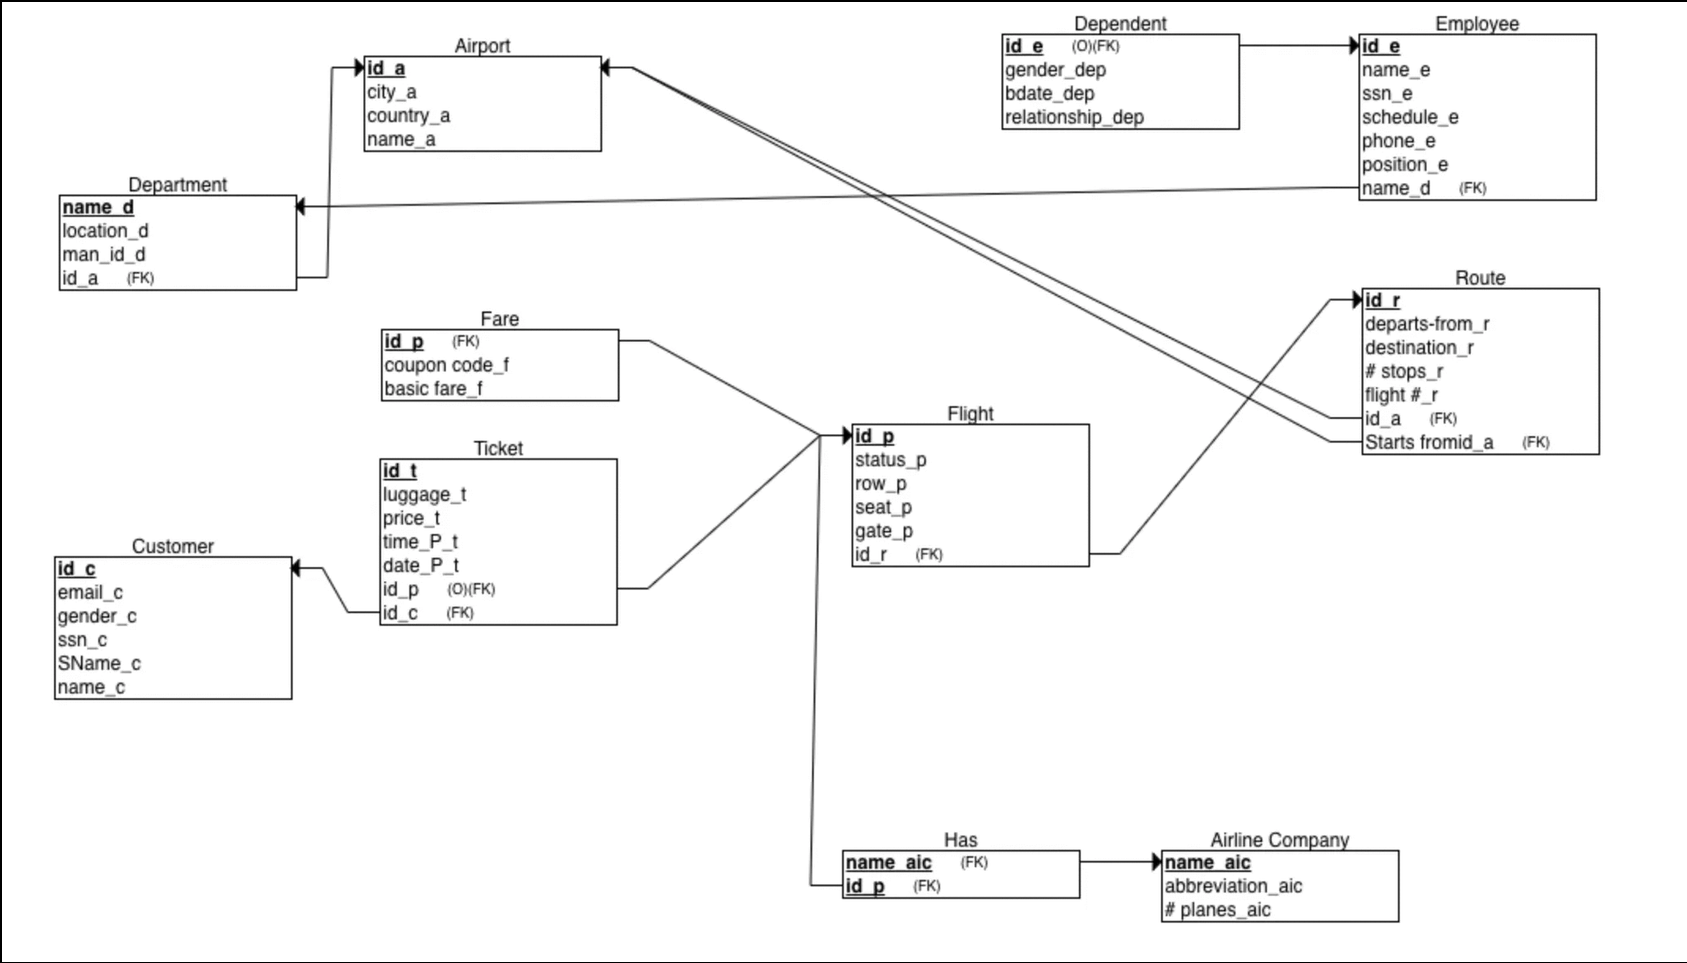 Airport
id_a
city_a
country_a
name_a
Dependent
id_e (O)(FK)
gender_dep
bdate_dep
relationship_dep
Employee
id_e
name_e
ssn_e
schedule_e
phone_e
position_e
name_d (FK)
Department
name_d
location_d
man_id_d
id_a (FK)
Route
id_r
departs-from_r
destination_r
# stops_r
flight #_r
id_a (FK)
Starts fromid_a (FK)
Fare
id_p (FK)
coupon code_f
basic fare_f
Flight
id_p
status_p
row_p
seat_p
gate_p
id_r (FK)
Ticket
id_t
luggage_t
price_t
time_P_t
date_P_t
id_p (O)(FK)
id_c (FK)
Customer
id_c
email_c
gender_c
ssn_c
SName_c
name_c
Has
name_aic (FK)
id_p (FK)
Airline Company
name_aic
abbreviation_aic
# planes_aic